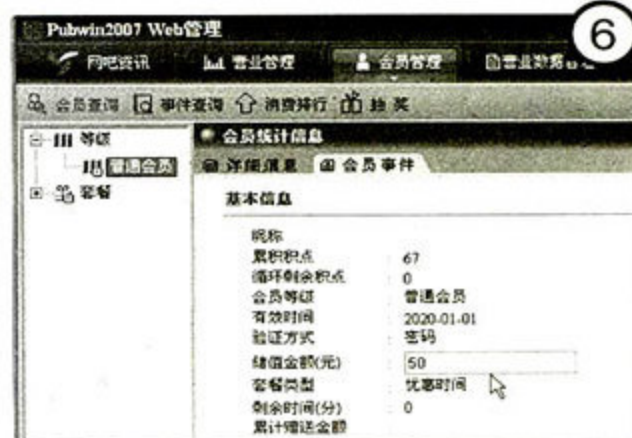 Pubwin2007 Web管理
6
网吧资讯 营业管理 会员管理 营业数据管理
会员查询 事件查询 消费排行 抽奖
等级 会员统计信息
普通会员 详细信息 会员事件
套餐
基本信息
昵称
累积积点 67
循环剩余积点 0
会员等级 普通会员
有效时间 2020-01-01
验证方式 密码
储值金额(元) 50
套餐类型 优惠时间
剩余时间(分) 0
累计赠送金额